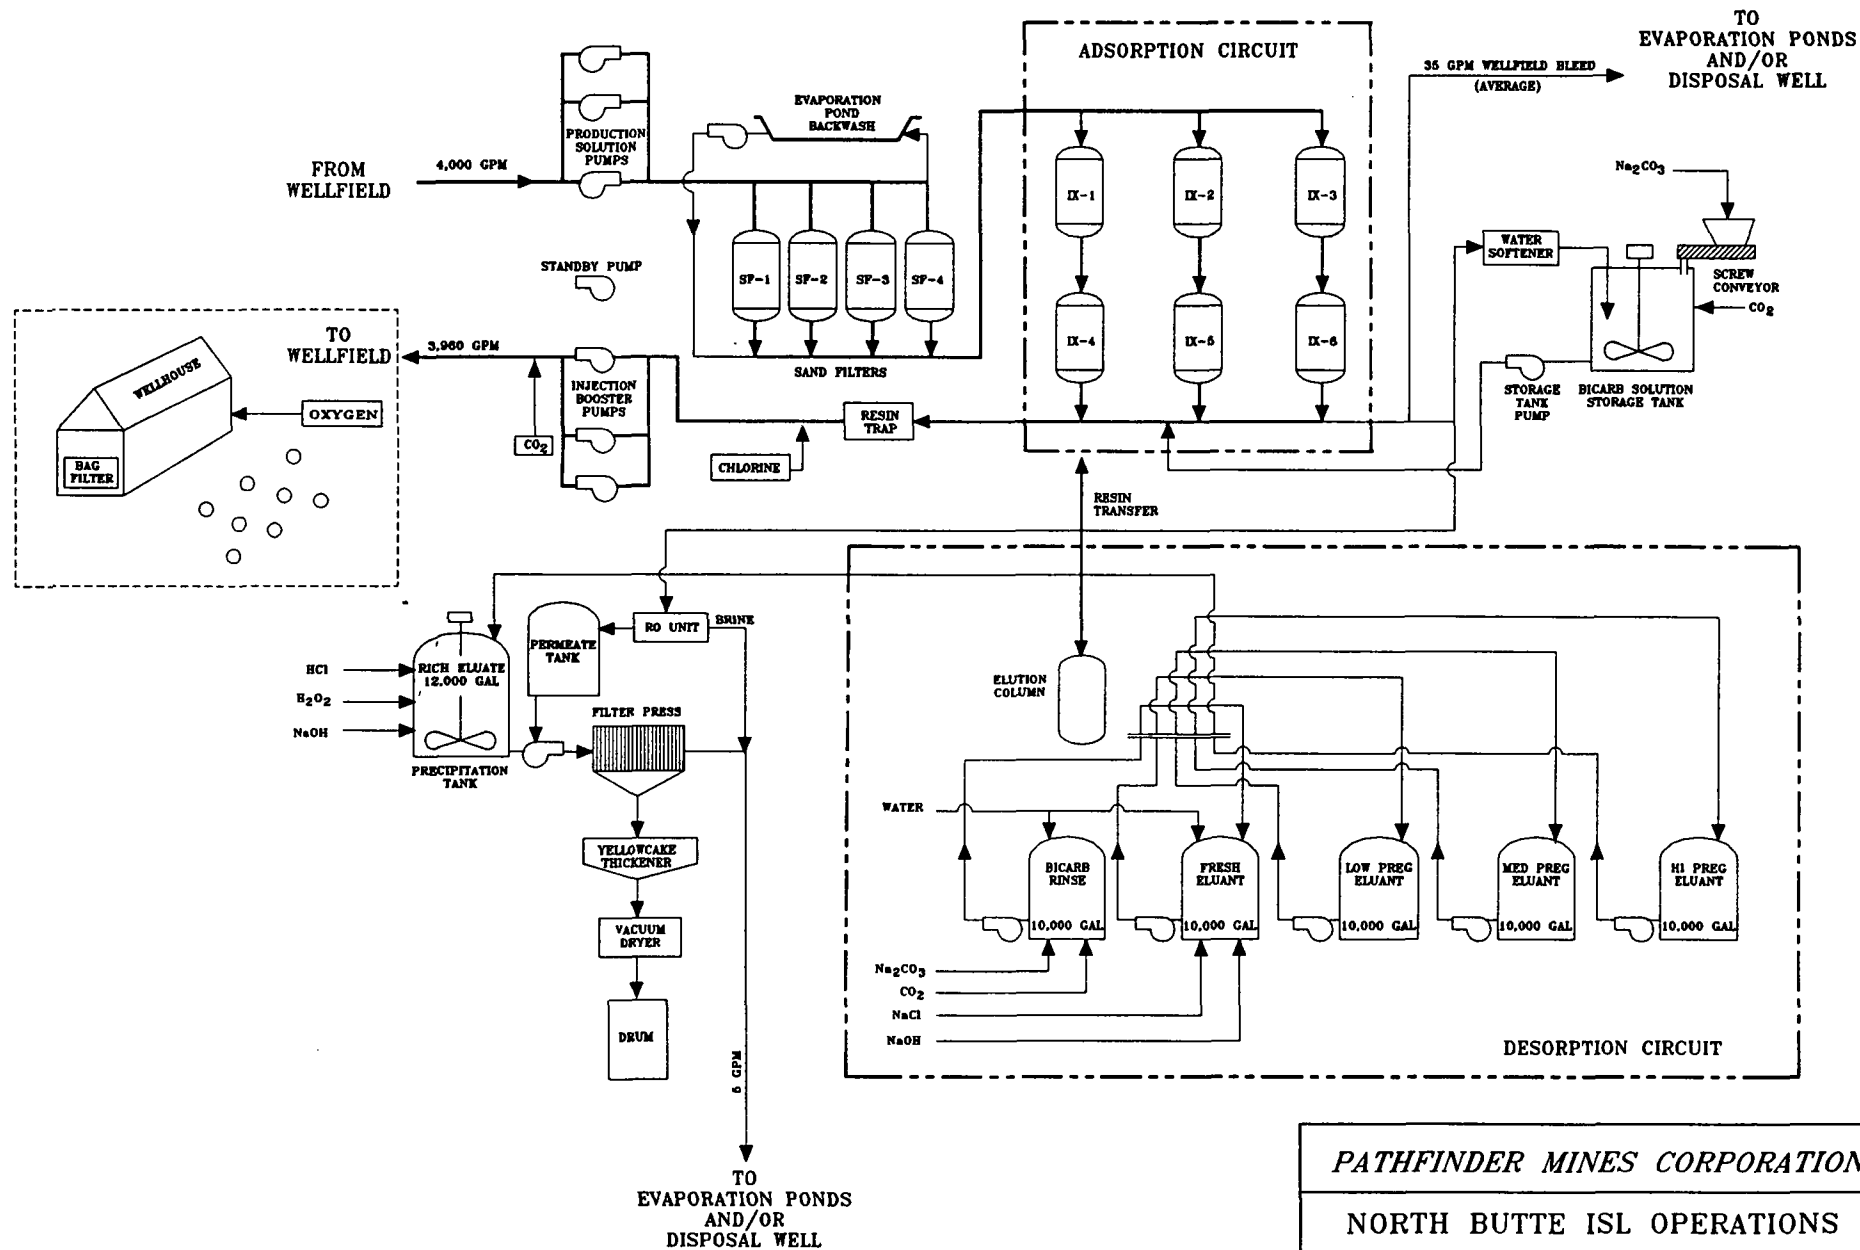 TO
EVAPORATION PONDS
AND/OR
DISPOSAL WELL
ADSORPTION CIRCUIT
35 GPM WELLFIELD BLEED
(AVERAGE)
EVAPORATION
POND
BACKWASH
PRODUCTION
SOLUTION
PUMPS
FROM
WELLFIELD
4,000 GPM
Na2CO3
IX-1
IX-2
IX-3
WATER
SOFTENER
SCREW
CONVEYOR
CO2
STANDBY PUMP
SF-1
SF-2
SF-3
SF-4
TO
WELLFIELD
3,960 GPM
IX-4
IX-5
IX-6
SAND FILTERS
STORAGE
TANK
PUMP
BICARB SOLUTION
STORAGE TANK
WELLHOUSE
OXYGEN
BAG
FILTER
INJECTION
BOOSTER
PUMPS
CO2
RESIN
TRAP
CHLORINE
RESIN
TRANSFER
RO UNIT
BRINE
PERMEATE
TANK
RICH ELUATE
12,000 GAL
HCl
H2O2
NaOH
PRECIPITATION
TANK
FILTER PRESS
ELUTION
COLUMN
WATER
YELLOWCAKE
THICKENER
BICARB
RINSE
10,000 GAL
FRESH
ELUANT
10,000 GAL
LOW PREG
ELUANT
10,000 GAL
MED PREG
ELUANT
10,000 GAL
HI PREG
ELUANT
10,000 GAL
VACUUM
DRYER
Na2CO3
CO2
NaCl
NaOH
DRUM
5 GPM
DESORPTION CIRCUIT
TO
EVAPORATION PONDS
AND/OR
DISPOSAL WELL
PATHFINDER MINES CORPORATION
NORTH BUTTE ISL OPERATIONS